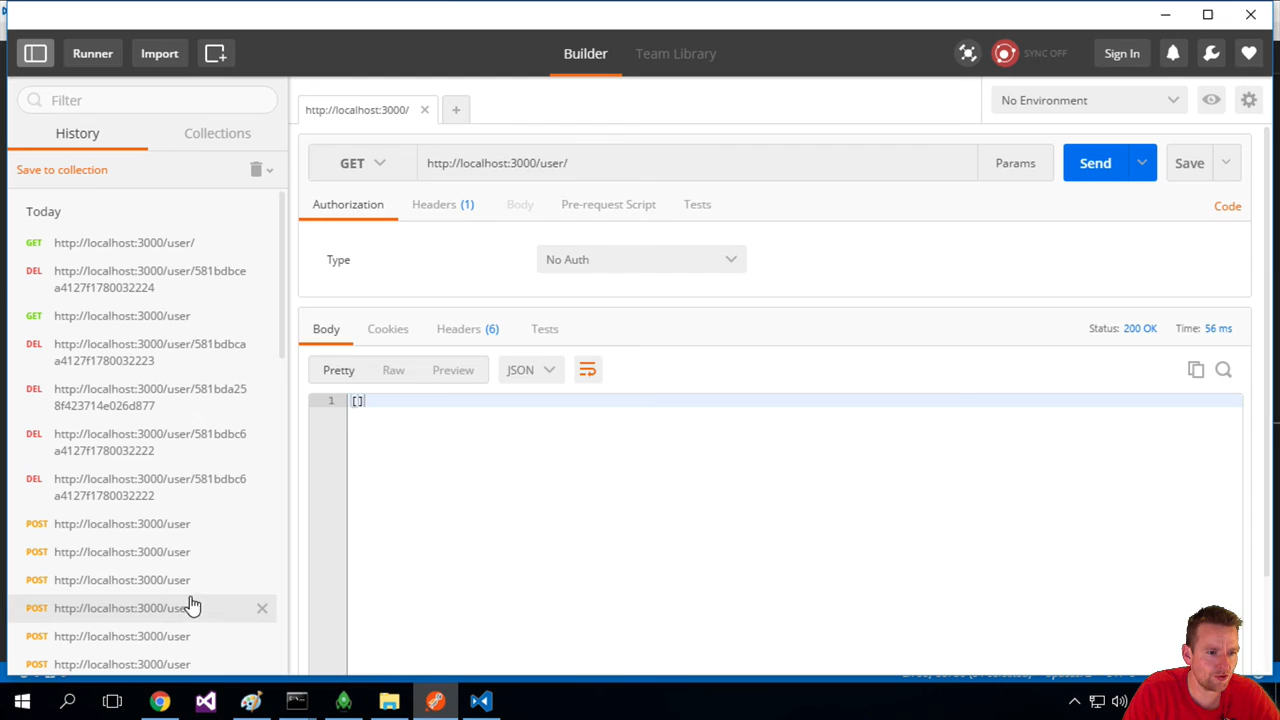 Runner
Import
Builder
Team Library
SYNC OFF
Sign In
Filter
History
Collections
Save to collection
Today
GET http://localhost:3000/user/
DEL http://localhost:3000/user/581bdbce
a4127f1780032224
GET http://localhost:3000/user
DEL http://localhost:3000/user/581bdbca
a4127f1780032223
DEL http://localhost:3000/user/581bda25
8f423714e026d877
DEL http://localhost:3000/user/581bdbc6
a4127f1780032222
DEL http://localhost:3000/user/581bdbc6
a4127f1780032222
POST http://localhost:3000/user
POST http://localhost:3000/user
POST http://localhost:3000/user
POST http://localhost:3000/user
POST http://localhost:3000/user
POST http://localhost:3000/user
http://localhost:3000/
No Environment
GET http://localhost:3000/user/ Params Send Save
Authorization Headers (1) Body Pre-request Script Tests Code
Type No Auth
Body Cookies Headers (6) Tests Status: 200 OK Time: 56 ms
Pretty Raw Preview JSON
1 []